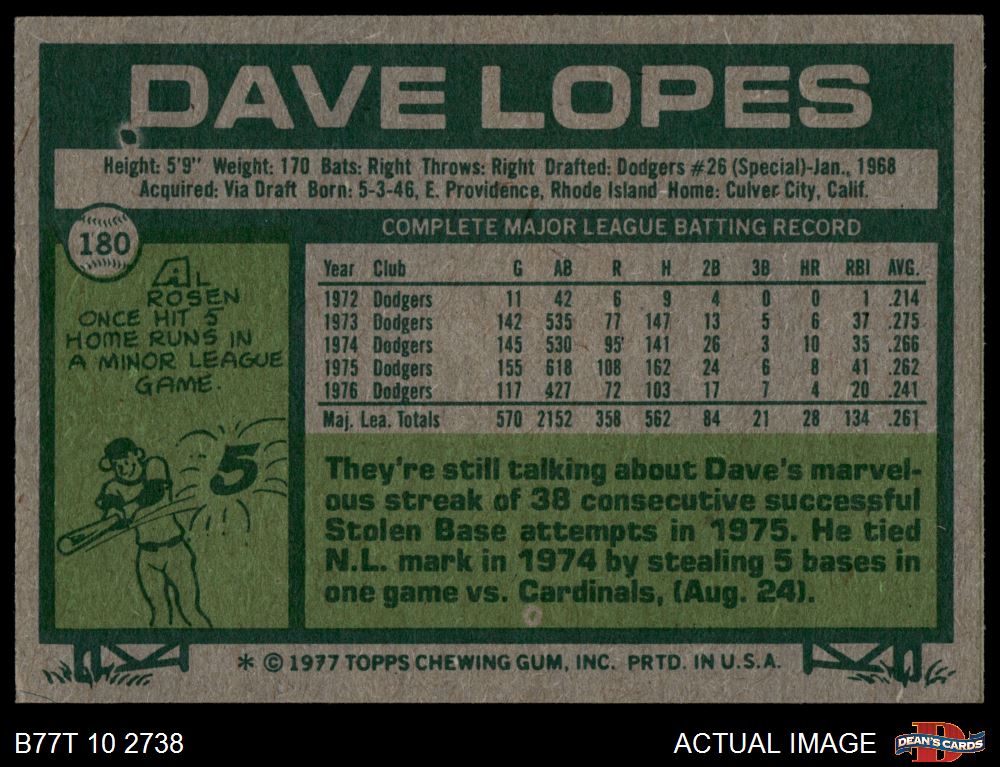 DAVE LOPES
Height: 5'9" Weight: 170 Bats: Right Throws: Right Drafted: Dodgers #26 (Special)-Jan., 1968
Acquired: Via Draft Born: 5-3-46, E. Providence, Rhode Island Home: Culver City, Calif.
180
AL
ROSEN
ONCE HIT 5
HOME RUNS IN
A MINOR LEAGUE
GAME.
5
COMPLETE MAJOR LEAGUE BATTING RECORD
Year Club G AB R H 2B 3B HR RBI AVG.
1972 Dodgers 11 42 6 9 4 0 0 1 .214
1973 Dodgers 142 535 77 147 13 5 6 37 .275
1974 Dodgers 145 530 95 141 26 3 10 35 .266
1975 Dodgers 155 618 108 162 24 6 8 41 .262
1976 Dodgers 117 427 72 103 17 7 4 20 .241
Maj. Lea. Totals 570 2152 358 562 84 21 28 134 .261
They're still talking about Dave's marvel-
ous streak of 38 consecutive successful
Stolen Base attempts in 1975. He tied
N.L. mark in 1974 by stealing 5 bases in
one game vs. Cardinals, (Aug. 24).
* © 1977 TOPPS CHEWING GUM, INC. PRTD. IN U.S.A.
B77T 10 2738
ACTUAL IMAGE
D
DEAN'S CARDS